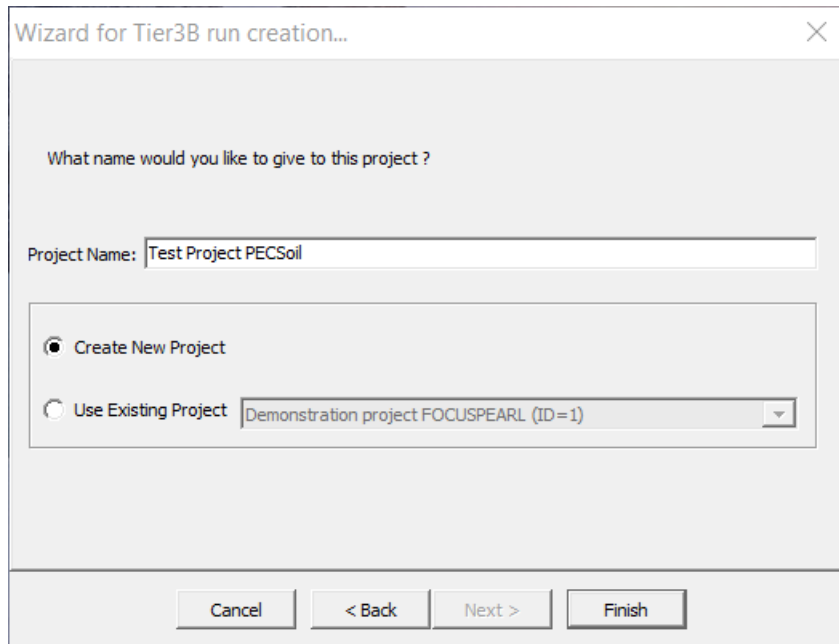 Wizard for Tier3B run creation...
What name would you like to give to this project ?
Project Name: Test Project PECSoil
Create New Project
Use Existing Project Demonstration project FOCUSPEARL (ID=1)
Cancel < Back Next > Finish